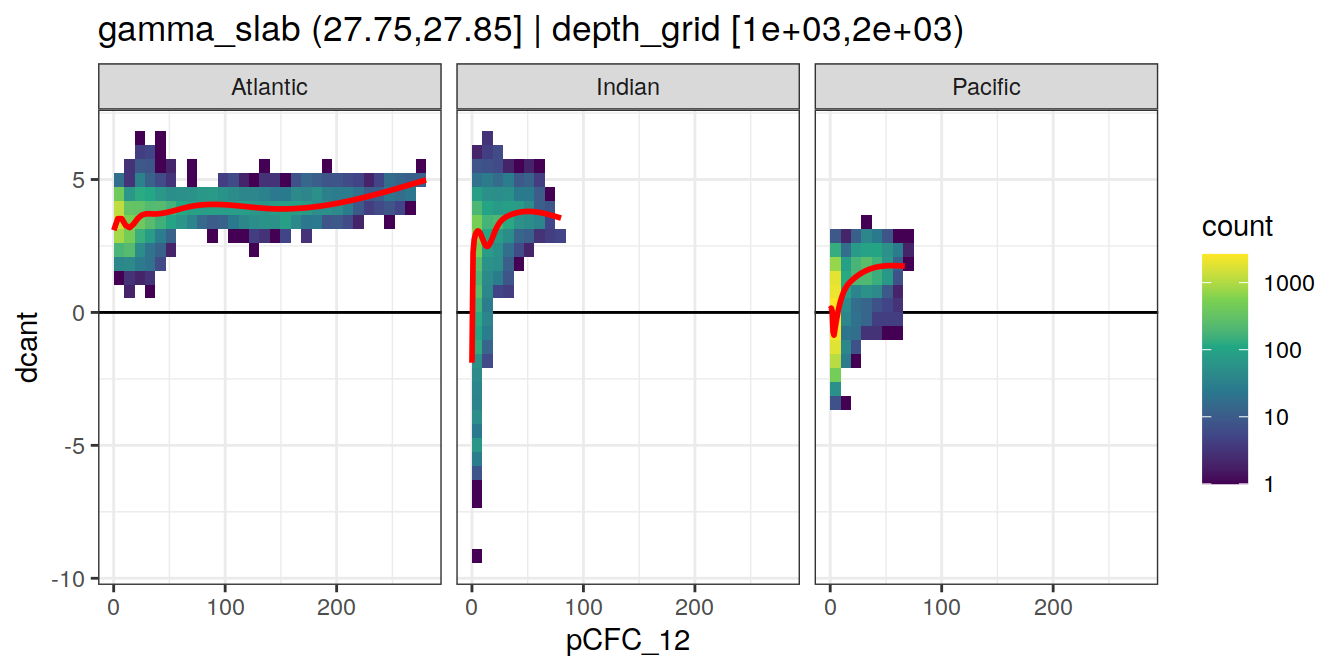 gamma_slab (27.75,27.85] | depth_grid [1e+03,2e+03)
Atlantic Indian Pacific
5
0
-5
-10
dcant
0 100 200 0 100 200 0 100 200
pCFC_12
count
1000
100
10
1